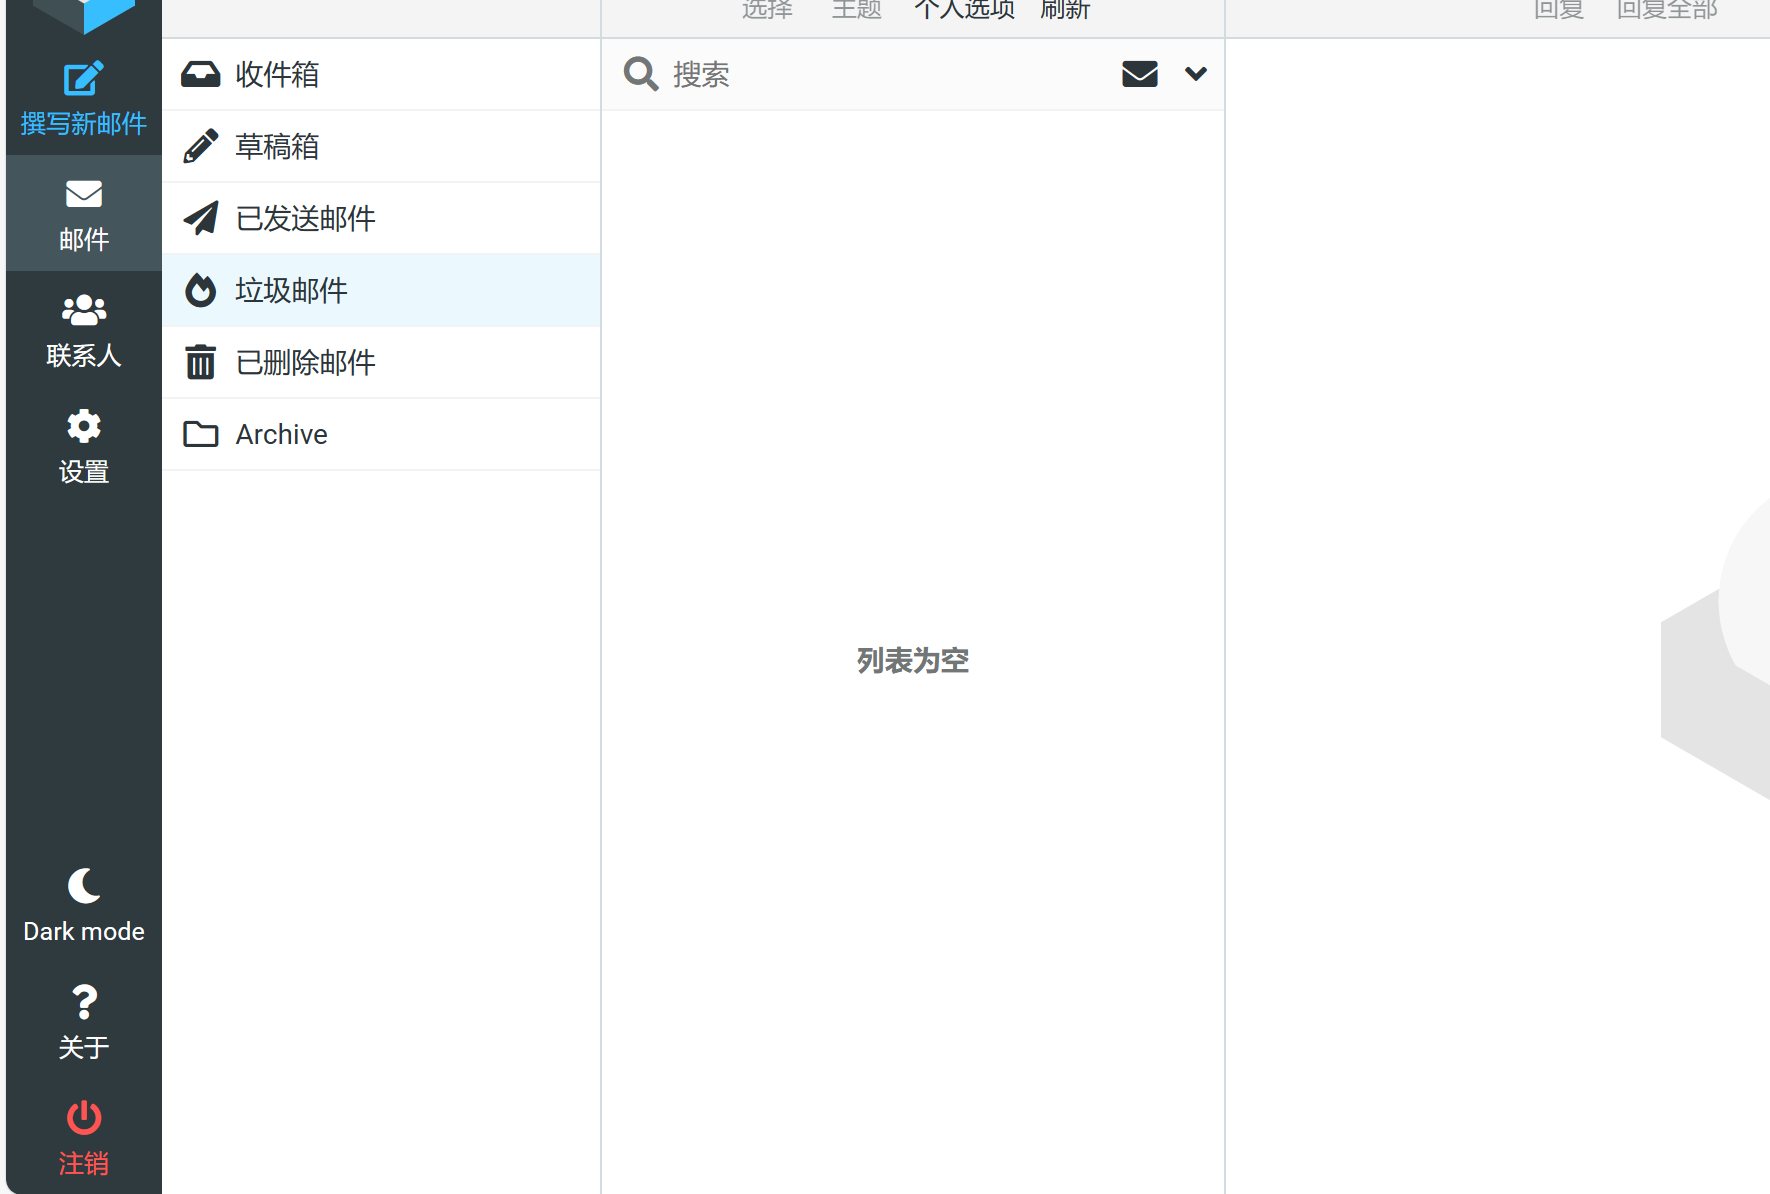 选择 主题 个人选项 刷新
回复 回复全部
撰写新邮件
邮件
联系人
设置
Dark mode
关于
注销
收件箱
草稿箱
已发送邮件
垃圾邮件
已删除邮件
Archive
搜索
列表为空